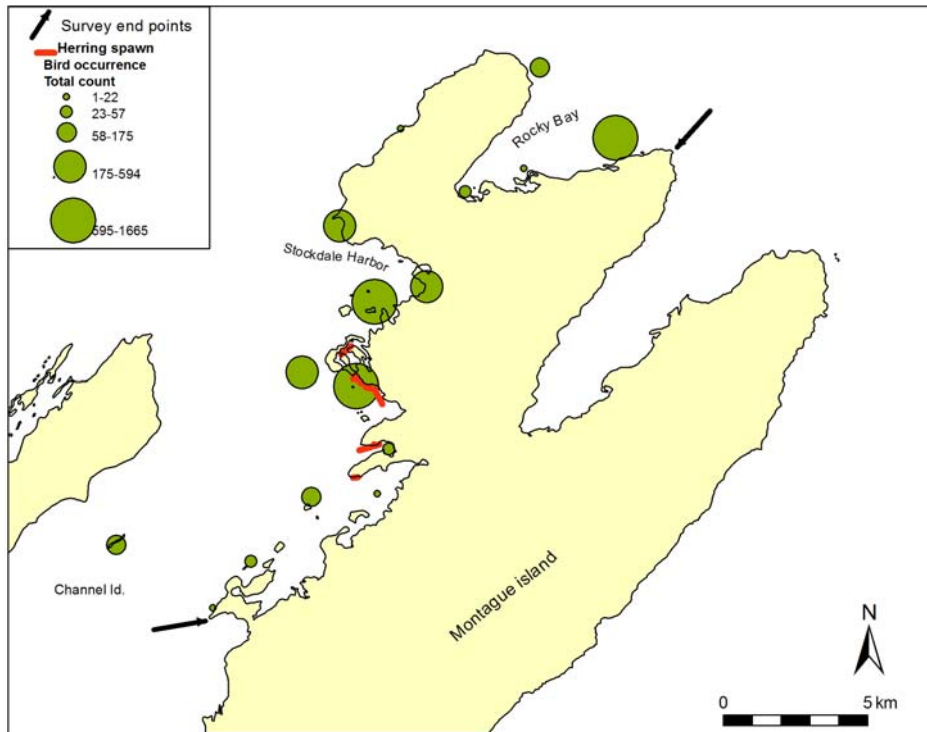 Survey end points
Herring spawn
Bird occurrence
Total count
1-22
23-57
58-175
175-594
595-1665
Rocky Bay
Stockdale Harbor
Channel Id.
Montague island
N
0 5 km